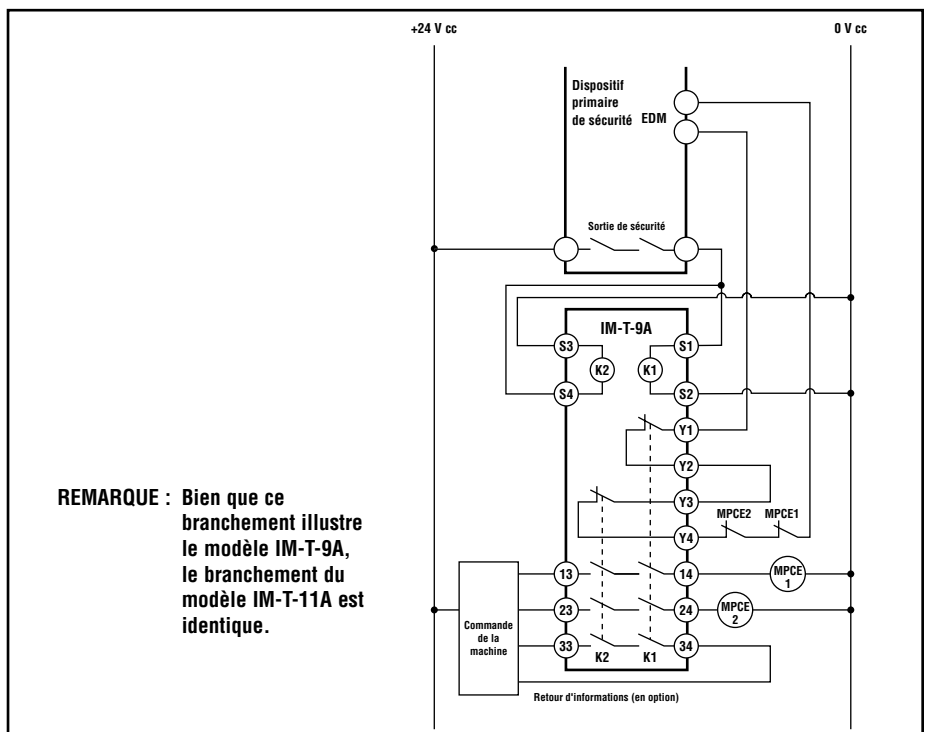 +24 V cc
0 V cc
Dispositif
primaire
de sécurité
EDM
Sortie de sécurité
IM-T-9A
S3
S1
K2
K1
S4
S2
Y1
Y2
Y3
MPCE2
MPCE1
Y4
REMARQUE : Bien que ce
branchement illustre
le modèle IM-T-9A,
le branchement du
modèle IM-T-11A est
identique.
13
14
MPCE
1
23
24
MPCE
2
Commande
de la
machine
33
34
K2
K1
Retour d'informations (en option)